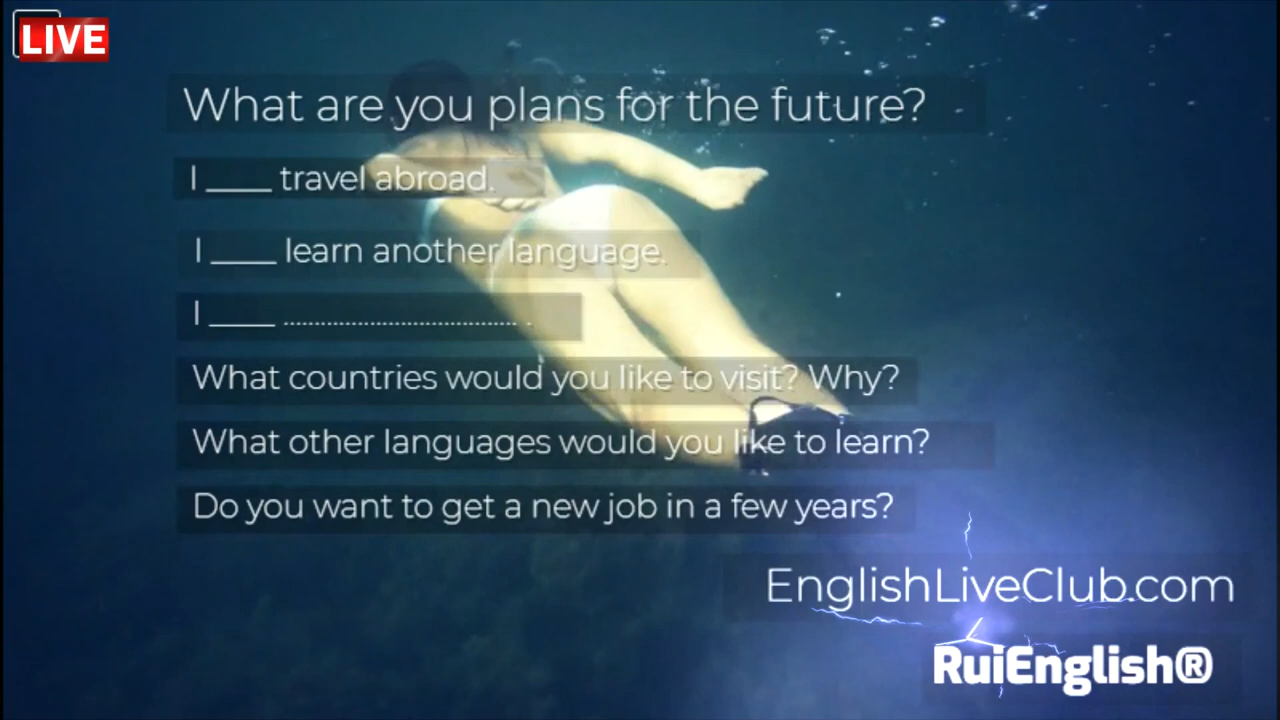 LIVE
What are you plans for the future?
I ____ travel abroad.
I ____ learn another language.
I ____ ...................................... .
What countries would you like to visit? Why?
What other languages would you like to learn?
Do you want to get a new job in a few years?
EnglishLiveClub.com
RuiEnglish®